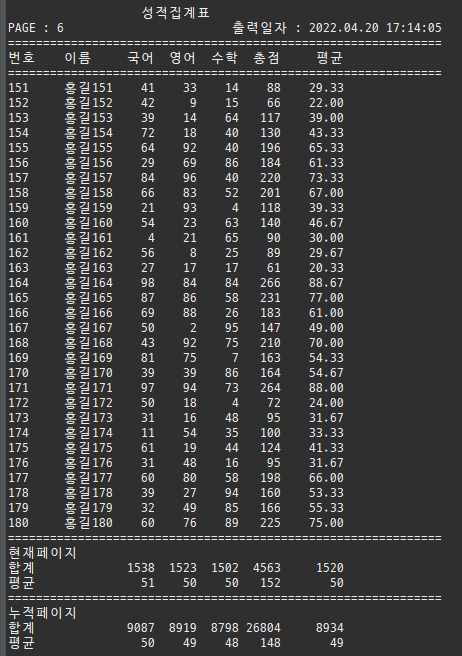 성적집계표
PAGE : 6 출력일자 : 2022.04.20 17:14:05
==============================================================
번호 이름 국어 영어 수학 총점 평균
==============================================================
151 홍길151 41 33 14 88 29.33
152 홍길152 42 9 15 66 22.00
153 홍길153 39 14 64 117 39.00
154 홍길154 72 18 40 130 43.33
155 홍길155 64 92 40 196 65.33
156 홍길156 29 69 86 184 61.33
157 홍길157 84 96 40 220 73.33
158 홍길158 66 83 52 201 67.00
159 홍길159 21 93 4 118 39.33
160 홍길160 54 23 63 140 46.67
161 홍길161 4 21 65 90 30.00
162 홍길162 56 8 25 89 29.67
163 홍길163 27 17 17 61 20.33
164 홍길164 98 84 84 266 88.67
165 홍길165 87 86 58 231 77.00
166 홍길166 69 88 26 183 61.00
167 홍길167 50 2 95 147 49.00
168 홍길168 43 92 75 210 70.00
169 홍길169 81 75 7 163 54.33
170 홍길170 39 39 86 164 54.67
171 홍길171 97 94 73 264 88.00
172 홍길172 50 18 4 72 24.00
173 홍길173 31 16 48 95 31.67
174 홍길174 11 54 35 100 33.33
175 홍길175 61 19 44 124 41.33
176 홍길176 31 48 16 95 31.67
177 홍길177 60 80 58 198 66.00
178 홍길178 39 27 94 160 53.33
179 홍길179 32 49 85 166 55.33
180 홍길180 60 76 89 225 75.00
==============================================================
현재페이지
합계 1538 1523 1502 4563 1520
평균 51 50 50 152 50
==============================================================
누적페이지
합계 9087 8919 8798 26804 8934
평균 50 49 48 148 49